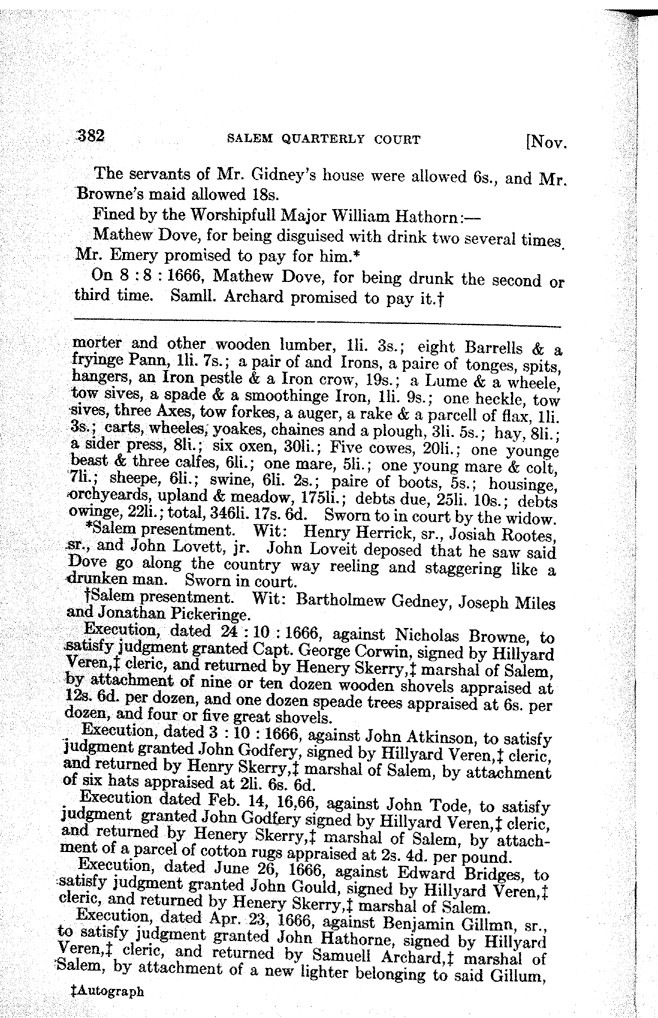 382 SALEM QUARTERLY COURT [Nov.
The servants of Mr. Gidney's house were allowed 6s., and Mr.
Browne's maid allowed 18s.
Fined by the Worshipfull Major William Hathorn:—
Mathew Dove, for being disguised with drink two several times.
Mr. Emery promised to pay for him.*
On 8 : 8 : 1666, Mathew Dove, for being drunk the second or
third time. Samll. Archard promised to pay it.†
morter and other wooden lumber, 1li. 3s.; eight Barrells & a
fryinge Pann, 1li. 7s.; a pair of and Irons, a paire of tonges, spits,
hangers, an Iron pestle & a Iron crow, 19s.; a Lume & a wheele,
tow sives, a spade & a smoothinge Iron, 1li. 9s.; one heckle, tow
sives, three Axes, tow forkes, a auger, a rake & a parcell of flax, 1li.
3s.; carts, wheeles, yoakes, chaines and a plough, 3li. 5s.; hay, 8li.;
a sider press, 8li.; six oxen, 30li.; Five cowes, 20li.; one younge
beast & three calfes, 6li.; one mare, 5li.; one young mare & colt,
7li.; sheepe, 6li.; swine, 6li. 2s.; paire of boots, 5s.; housinge,
orchyeards, upland & meadow, 175li.; debts due, 25li. 10s.; debts
owinge, 22li.; total, 346li. 17s. 6d. Sworn to in court by the widow.
*Salem presentment. Wit: Henry Herrick, sr., Josiah Rootes,
sr., and John Lovett, jr. John Loveit deposed that he saw said
Dove go along the country way reeling and staggering like a
drunken man. Sworn in court.
†Salem presentment. Wit: Bartholmew Gedney, Joseph Miles
and Jonathan Pickeringe.
Execution, dated 24 : 10 : 1666, against Nicholas Browne, to
satisfy judgment granted Capt. George Corwin, signed by Hillyard
Veren,‡ cleric, and returned by Henery Skerry,‡ marshal of Salem,
by attachment of nine or ten dozen wooden shovels appraised at
12s. 6d. per dozen, and one dozen speade trees appraised at 6s. per
dozen, and four or five great shovels.
Execution, dated 3 : 10 : 1666, against John Atkinson, to satisfy
judgment granted John Godfery, signed by Hillyard Veren,‡ cleric,
and returned by Henry Skerry,‡ marshal of Salem, by attachment
of six hats appraised at 2li. 6s. 6d.
Execution dated Feb. 14, 16,66, against John Tode, to satisfy
judgment granted John Godfery signed by Hillyard Veren,‡ cleric,
and returned by Henery Skerry,‡ marshal of Salem, by attach-
ment of a parcel of cotton rugs appraised at 2s. 4d. per pound.
Execution, dated June 26, 1666, against Edward Bridges, to
satisfy judgment granted John Gould, signed by Hillyard Veren,‡
cleric, and returned by Henery Skerry,‡ marshal of Salem.
Execution, dated Apr. 23, 1666, against Benjamin Gillmn, sr.,
to satisfy judgment granted John Hathorne, signed by Hillyard
Veren,‡ cleric, and returned by Samuell Archard,‡ marshal of
Salem, by attachment of a new lighter belonging to said Gillum,
‡Autograph